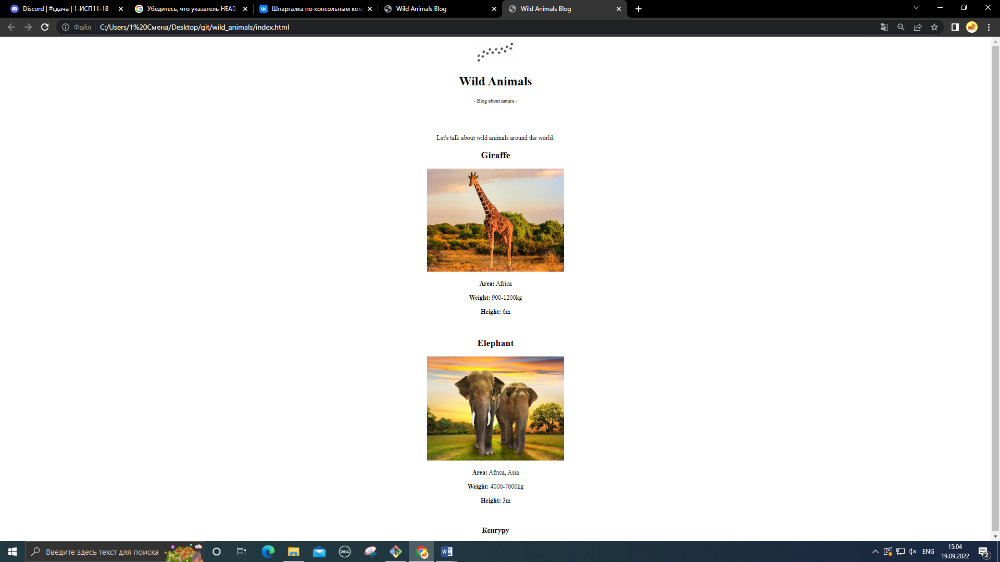 Discord | #сдача | 1-ИСП11-18
Убедитесь, что указатель HEAD
Шпаргалка по консольным ком
Wild Animals Blog
Wild Animals Blog
Файл
C:/Users/1%20Смена/Desktop/git/wild_animals/index.html
Wild Animals
- Blog about nature -
Let's talk about wild animals around the world:
Giraffe
Area: Africa
Weight: 900-1200kg
Height: 6m
Elephant
Area: Africa, Asia
Weight: 4000-7000kg
Height: 3m
Кенгуру
Введите здесь текст для поиска
DELL
ENG
15:04
19.09.2022
2